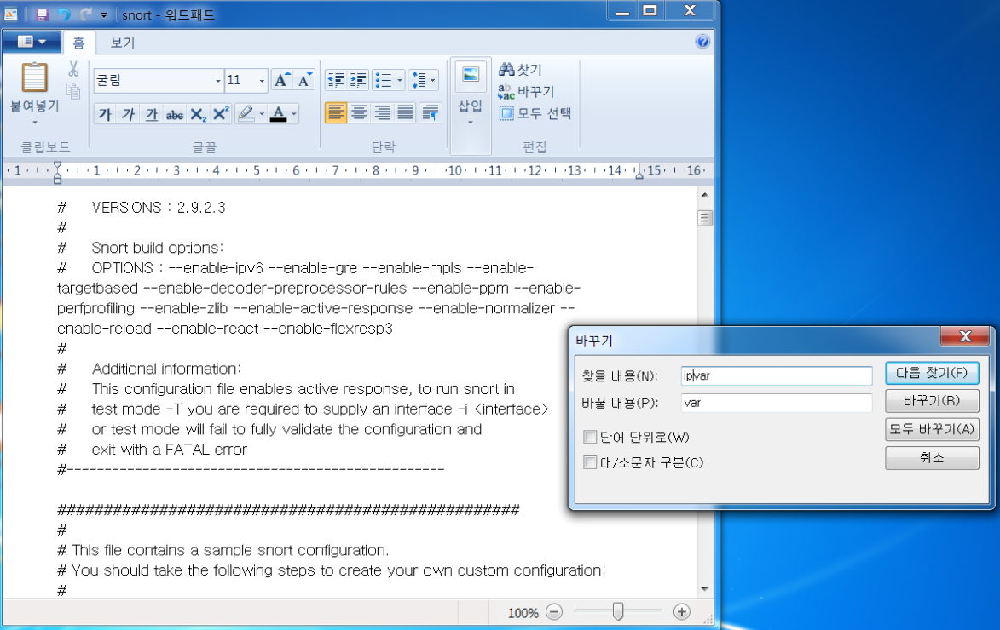 snort - 워드패드
홈 보기
붙여넣기
클립보드
굴림 11
가 가 가 abc X₂ X² A
글꼴
단락
삽입
찾기
바꾸기
모두 선택
편집
1 1 2 3 4 5 6 7 8 9 10 11 12 13 14 15 16
# VERSIONS : 2.9.2.3
#
# Snort build options:
# OPTIONS : --enable-ipv6 --enable-gre --enable-mpls --enable-
targetbased --enable-decoder-preprocessor-rules --enable-ppm --enable-
perfprofiling --enable-zlib --enable-active-response --enable-normalizer --
enable-reload --enable-react --enable-flexresp3
#
# Additional information:
# This configuration file enables active response, to run snort in
# test mode -T you are required to supply an interface -i <interface>
# or test mode will fail to fully validate the configuration and
# exit with a FATAL error
#--------------------------------------------------
##################################################
#
# This file contains a sample snort configuration.
# You should take the following steps to create your own custom configuration:
#
100%
바꾸기
찾을 내용(N): ipvar
바꿀 내용(P): var
단어 단위로(W)
대/소문자 구분(C)
다음 찾기(F)
바꾸기(R)
모두 바꾸기(A)
취소